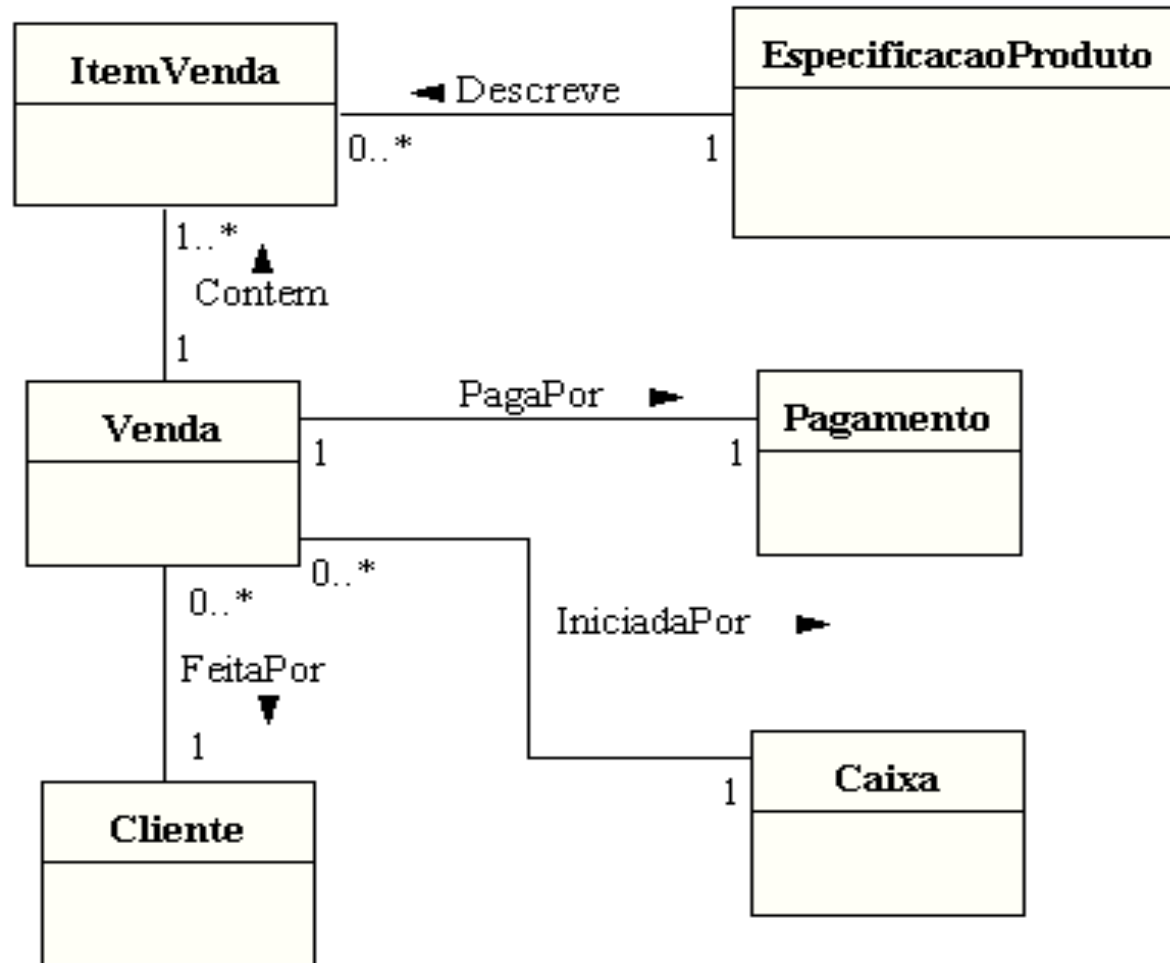 ItemVenda
EspecificacaoProduto
Descreve
0..*
1
1..*
Contem
1
Venda
PagaPor
Pagamento
1
1
0..*
0..*
IniciadaPor
FeitaPor
1
Caixa
1
Cliente